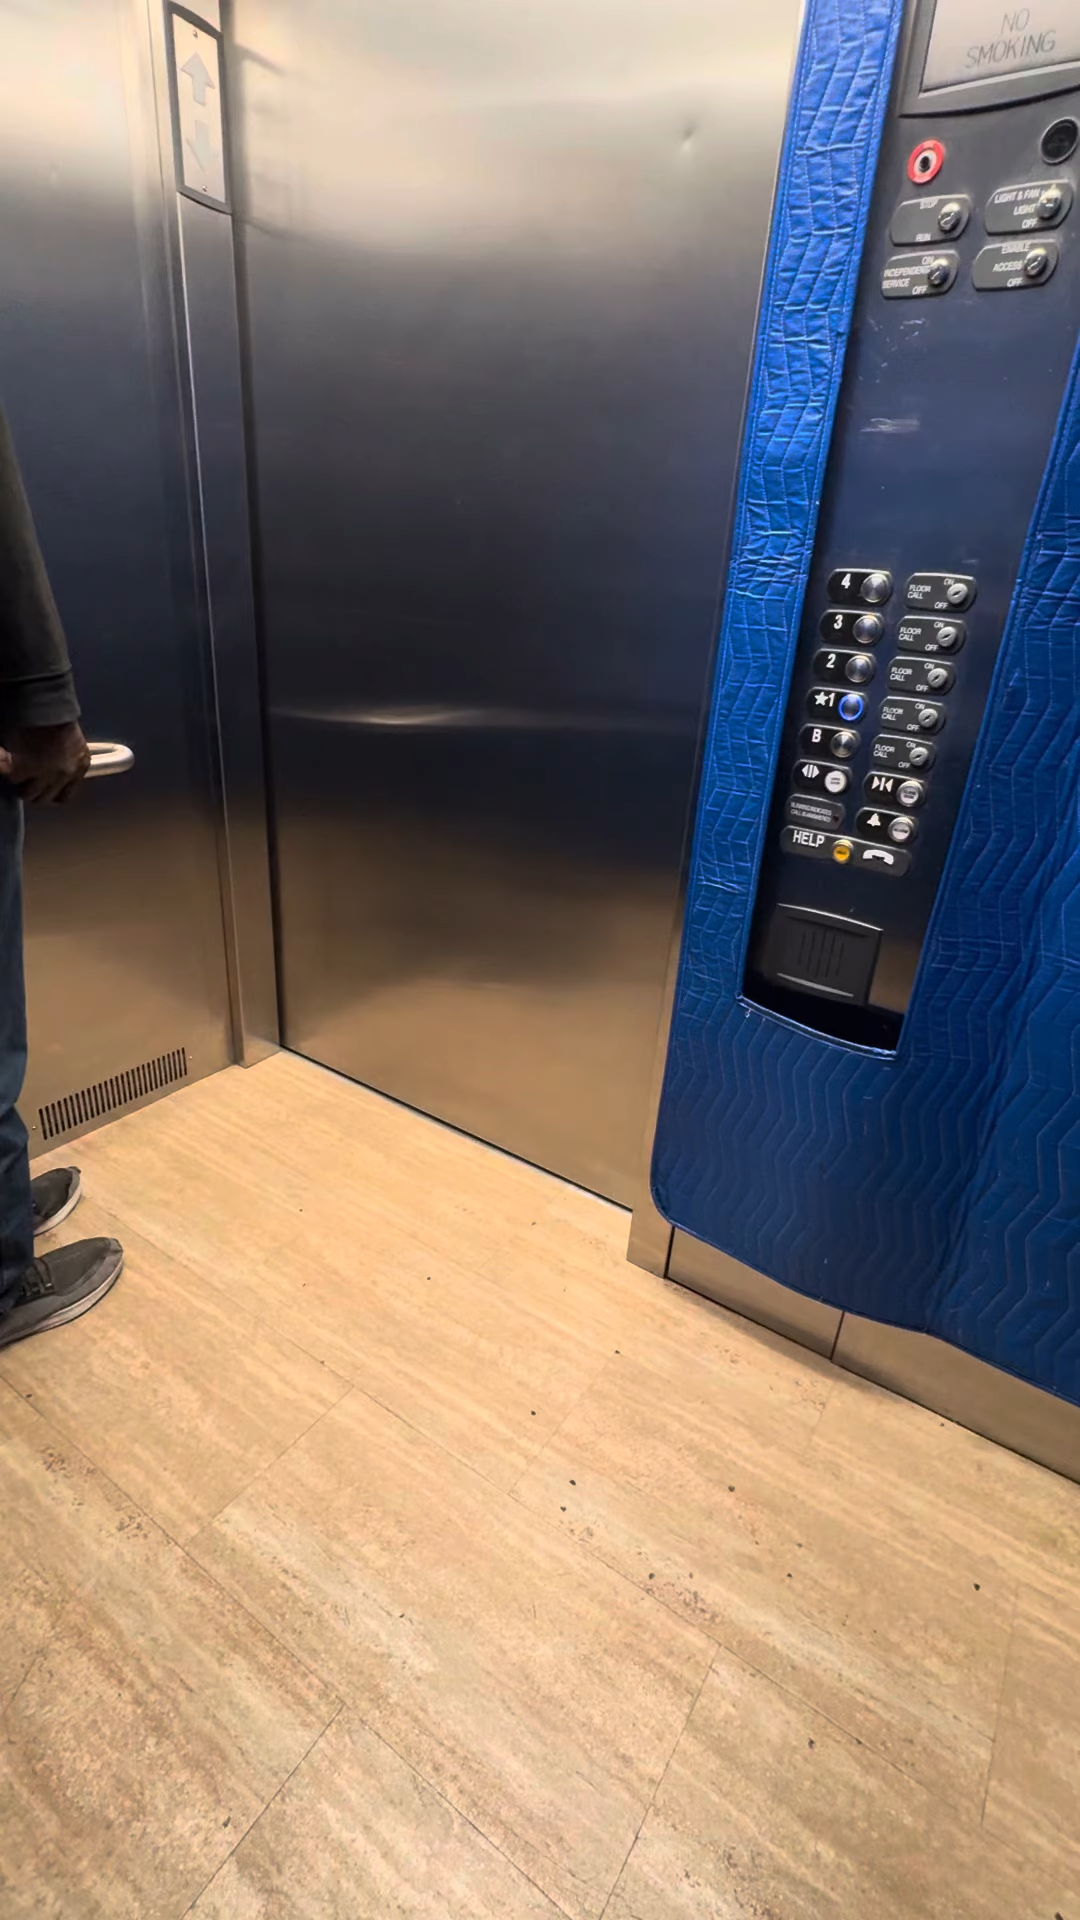 NO
SMOKING
STOP
RUN
LIGHT & FAN
LIGHT
OFF
ON
INDEPENDENT
SERVICE
OFF
ENABLE
ACCESS
OFF
4
FLOOR
CALL
ON
OFF
3
FLOOR
CALL
ON
OFF
2
FLOOR
CALL
ON
OFF
★1
FLOOR
CALL
ON
OFF
B
FLOOR
CALL
ON
OFF
HELP